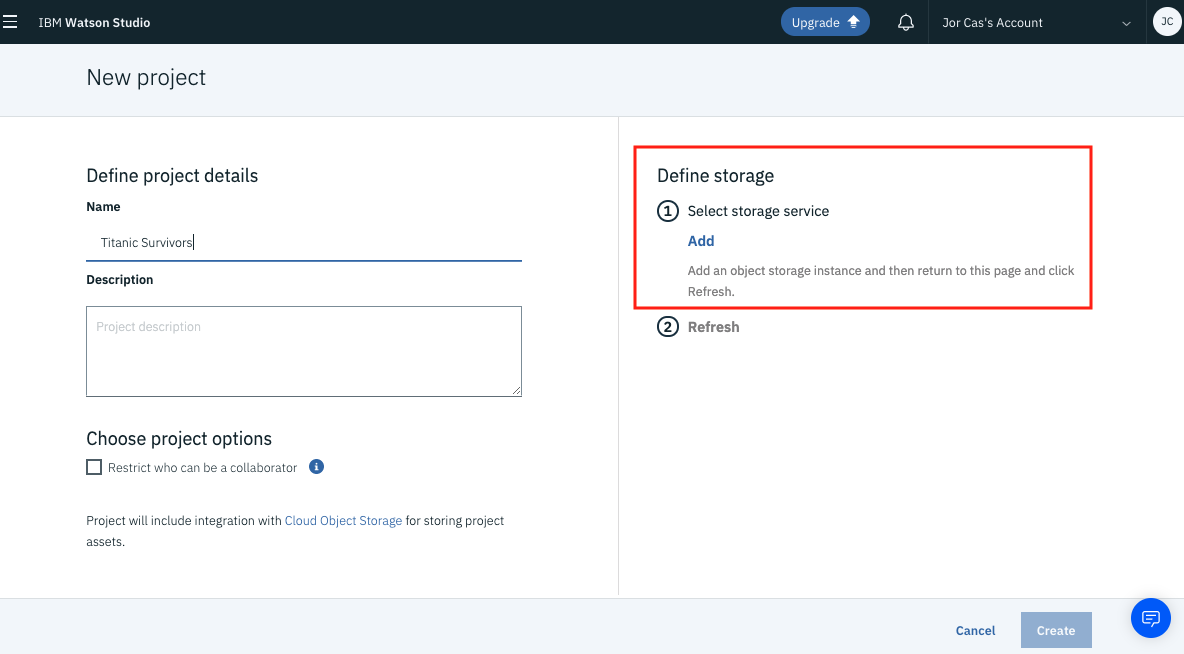 IBM Watson Studio
Upgrade
Jor Cas's Account
JC
New project
Define project details
Name
Titanic Survivors
Description
Project description
Choose project options
Restrict who can be a collaborator
i
Project will include integration with Cloud Object Storage for storing project
assets.
Define storage
1 Select storage service
Add
Add an object storage instance and then return to this page and click
Refresh.
2 Refresh
Cancel
Create